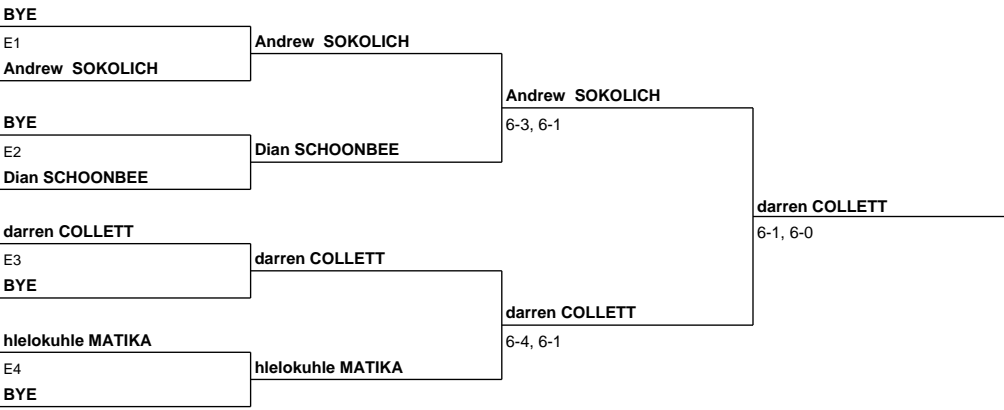 BYE
E1
Andrew SOKOLICH
BYE
E2
Dian SCHOONBEE
darren COLLETT
E3
BYE
hlelokuhle MATIKA
E4
BYE
Andrew SOKOLICH
Dian SCHOONBEE
darren COLLETT
hlelokuhle MATIKA
Andrew SOKOLICH
6-3, 6-1
darren COLLETT
6-4, 6-1
darren COLLETT
6-1, 6-0